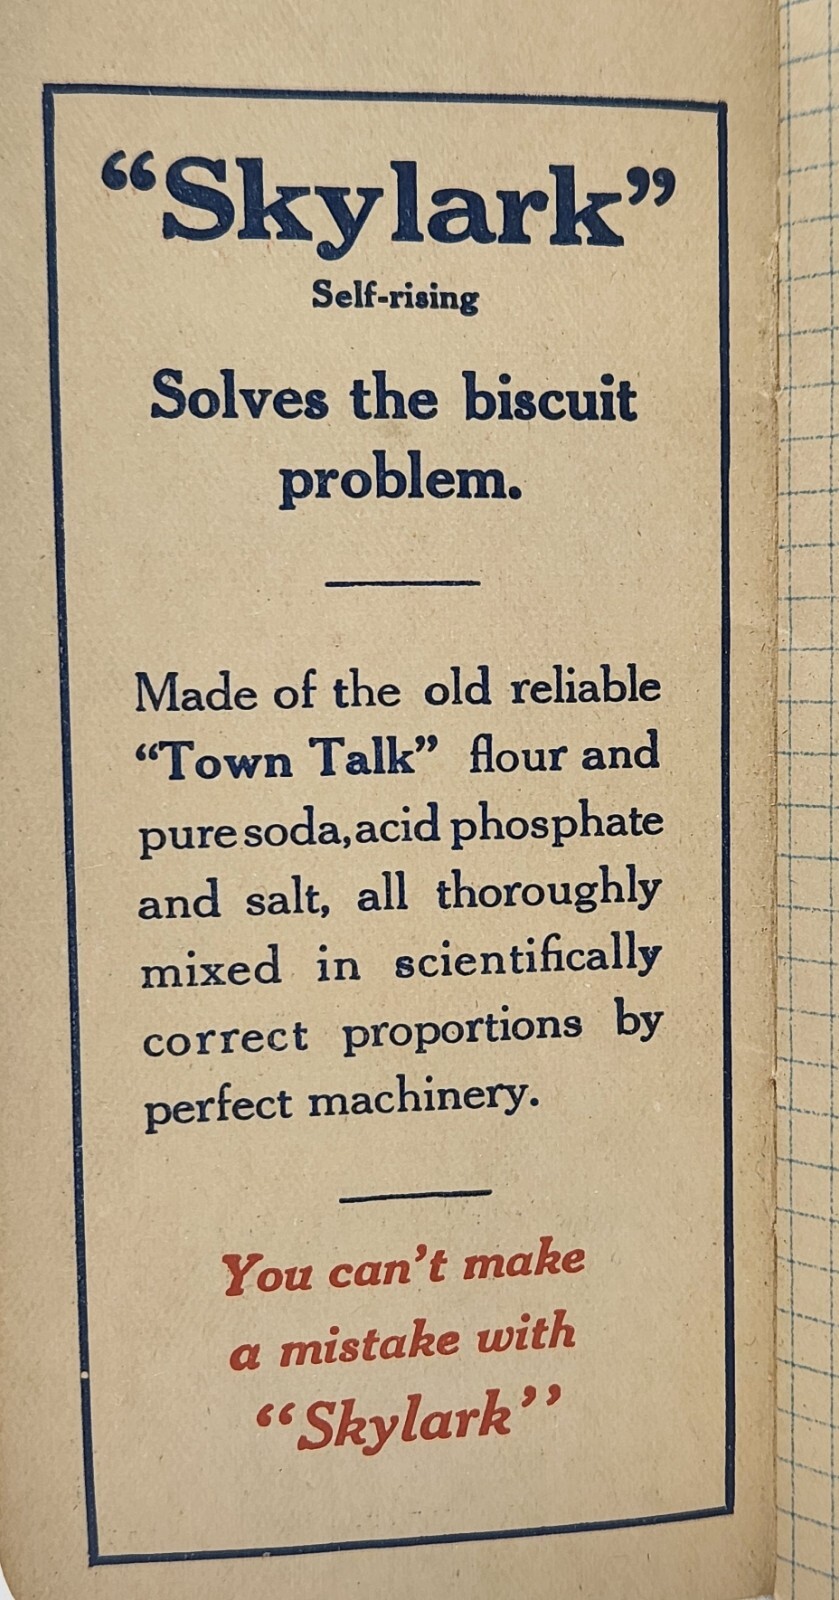 “Skylark”
Self-rising
Solves the biscuit
problem.
Made of the old reliable
“Town Talk” flour and
pure soda, acid phosphate
and salt, all thoroughly
mixed in scientifically
correct proportions by
perfect machinery.
You can’t make
a mistake with
“Skylark”